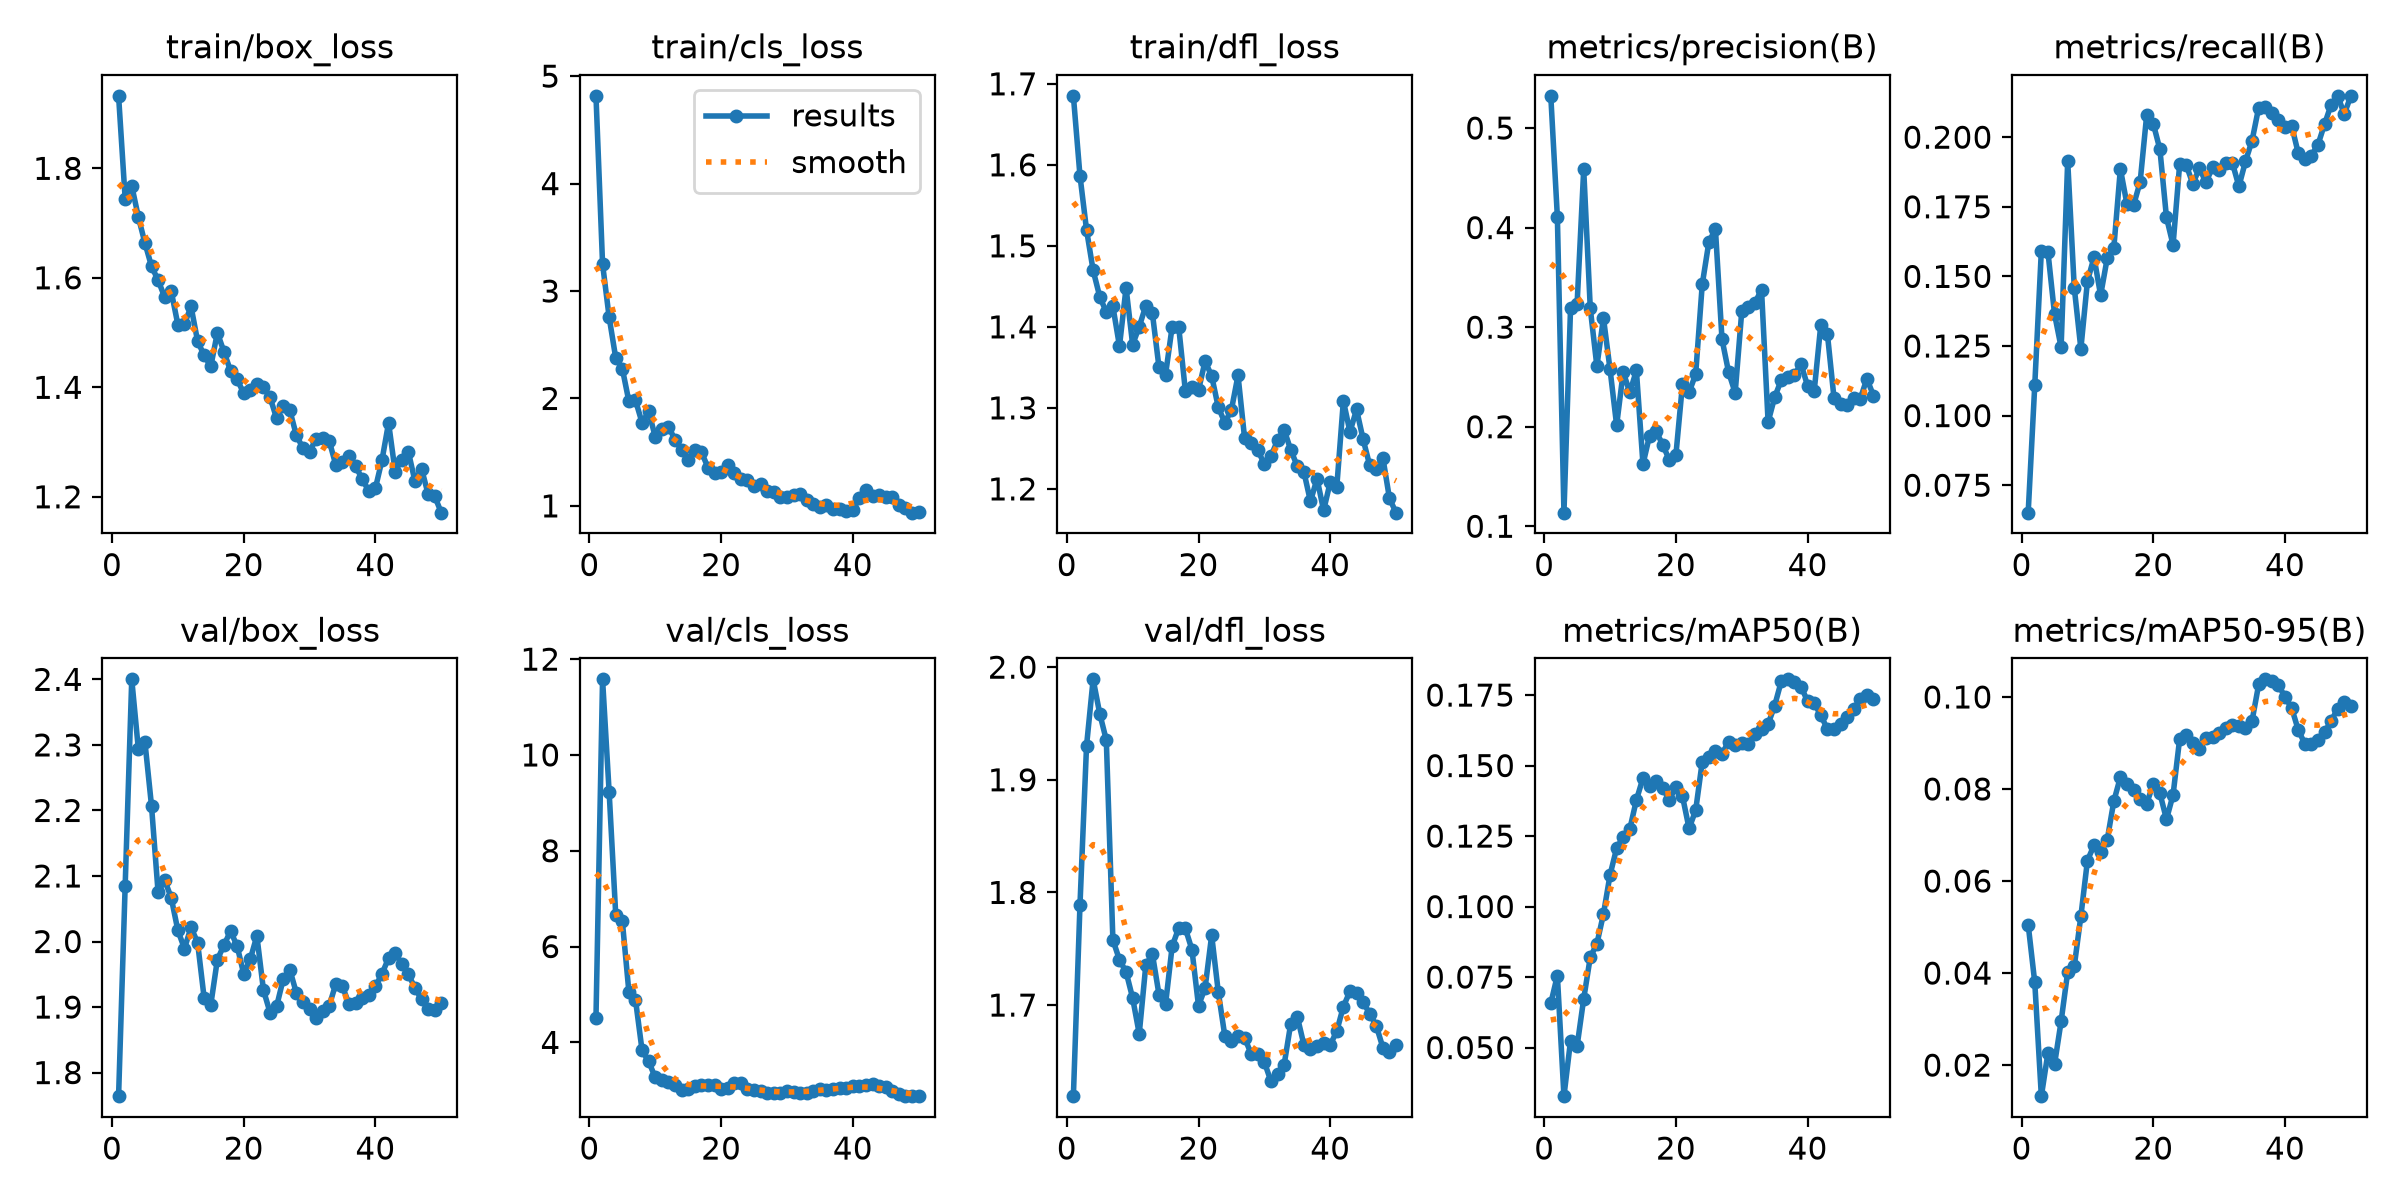 train/box_loss
train/cls_loss
train/dfl_loss
metrics/precision(B)
metrics/recall(B)
1.8
1.6
1.4
1.2
0 20 40
5
4
3
2
1
0 20 40
results
smooth
1.7
1.6
1.5
1.4
1.3
1.2
0 20 40
0.5
0.4
0.3
0.2
0.1
0 20 40
0.200
0.175
0.150
0.125
0.100
0.075
0 20 40
val/box_loss
val/cls_loss
val/dfl_loss
metrics/mAP50(B)
metrics/mAP50-95(B)
2.4
2.3
2.2
2.1
2.0
1.9
1.8
0 20 40
12
10
8
6
4
0 20 40
2.0
1.9
1.8
1.7
0 20 40
0.175
0.150
0.125
0.100
0.075
0.050
0 20 40
0.10
0.08
0.06
0.04
0.02
0 20 40